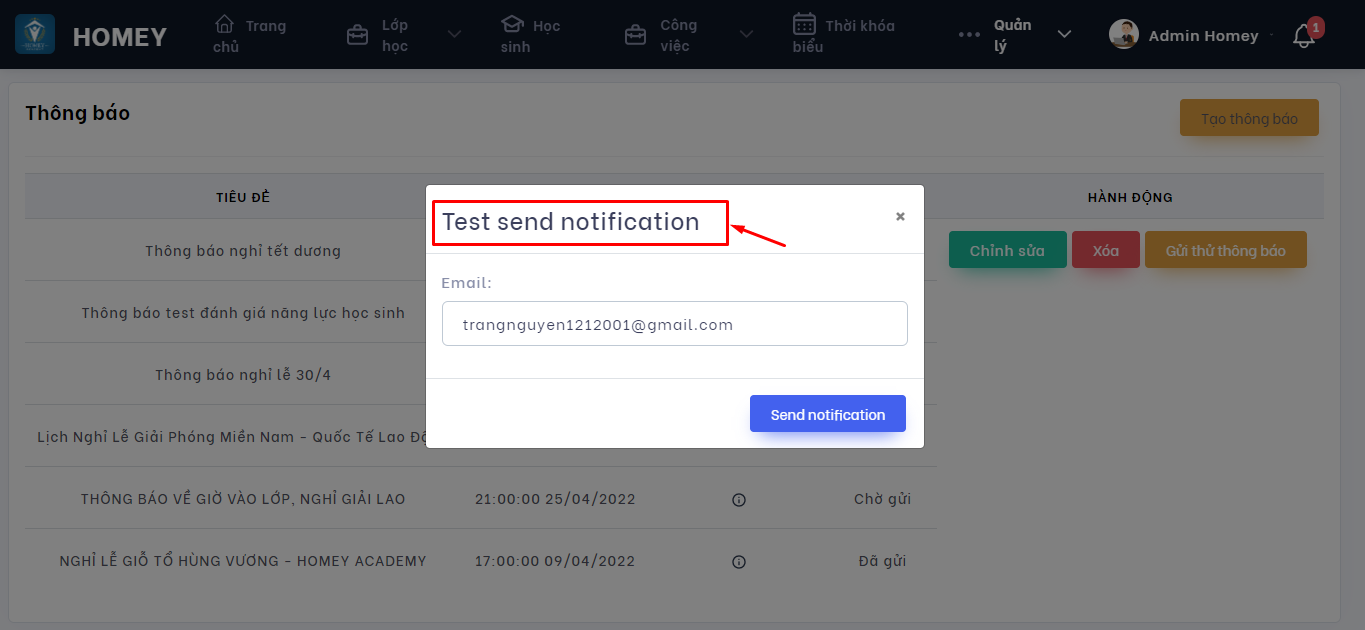 HOMEY
Trang chủ
Lớp học
Học sinh
Công việc
Thời khóa biểu
Quản lý
Admin Homey
1
Thông báo
Tạo thông báo
TIÊU ĐỀ
HÀNH ĐỘNG
Thông báo nghỉ tết dương
Chỉnh sửa
Xóa
Gửi thử thông báo
Thông báo test đánh giá năng lực học sinh
Thông báo nghỉ lễ 30/4
Lịch Nghỉ Lễ Giải Phóng Miền Nam - Quốc Tế Lao
THÔNG BÁO VỀ GIỜ VÀO LỚP, NGHỈ GIẢI LAO 21:00:00 25/04/2022 Chờ gửi
NGHỈ LỄ GIỖ TỔ HÙNG VƯƠNG - HOMEY ACADEMY 17:00:00 09/04/2022 Đã gửi
Test send notification
×
Email:
trangnguyen1212001@gmail.com
Send notification